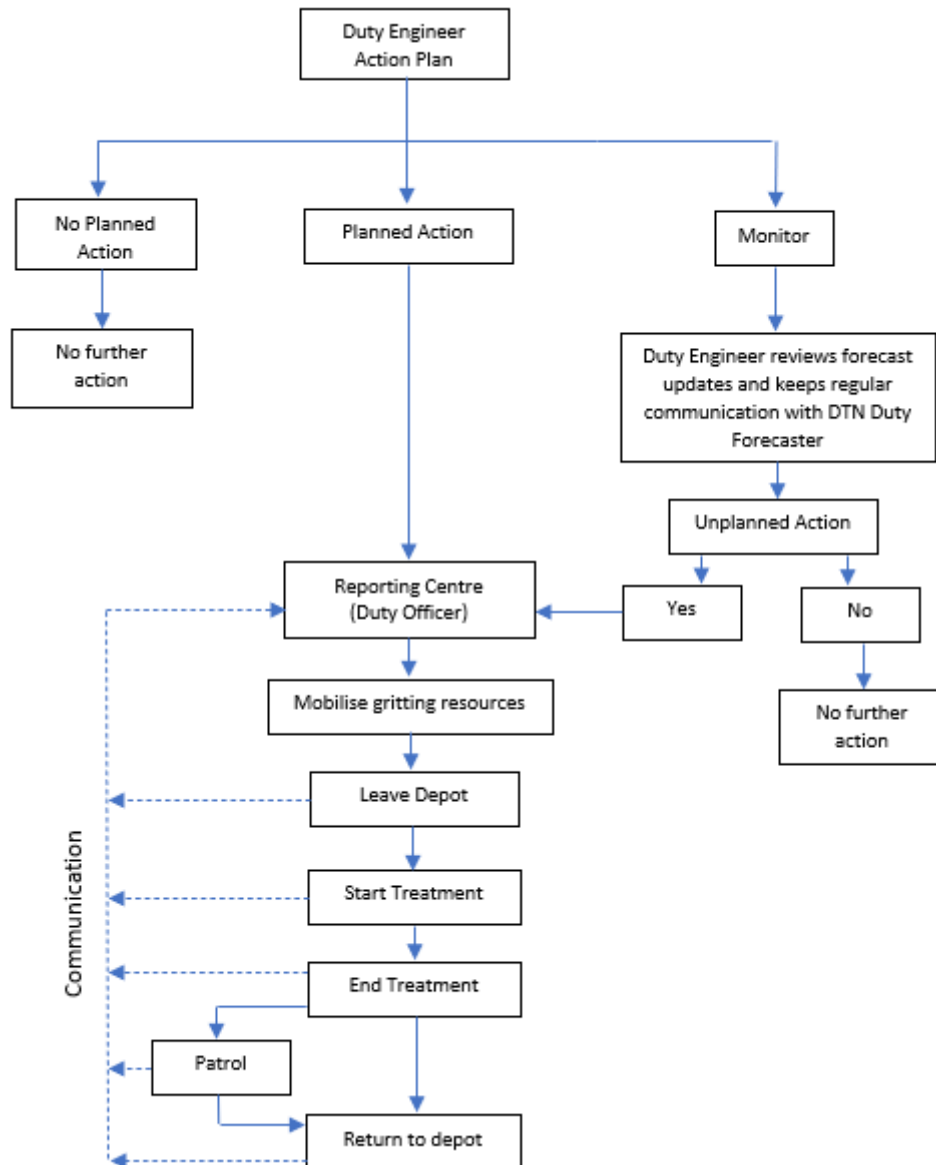 Duty Engineer
Action Plan
No Planned
Action
Planned Action
Monitor
No further
action
Duty Engineer reviews forecast
updates and keeps regular
communication with DTN Duty
Forecaster
Unplanned Action
Reporting Centre
(Duty Officer)
Yes
No
Mobilise gritting resources
No further
action
Leave Depot
Start Treatment
Communication
End Treatment
Patrol
Return to depot